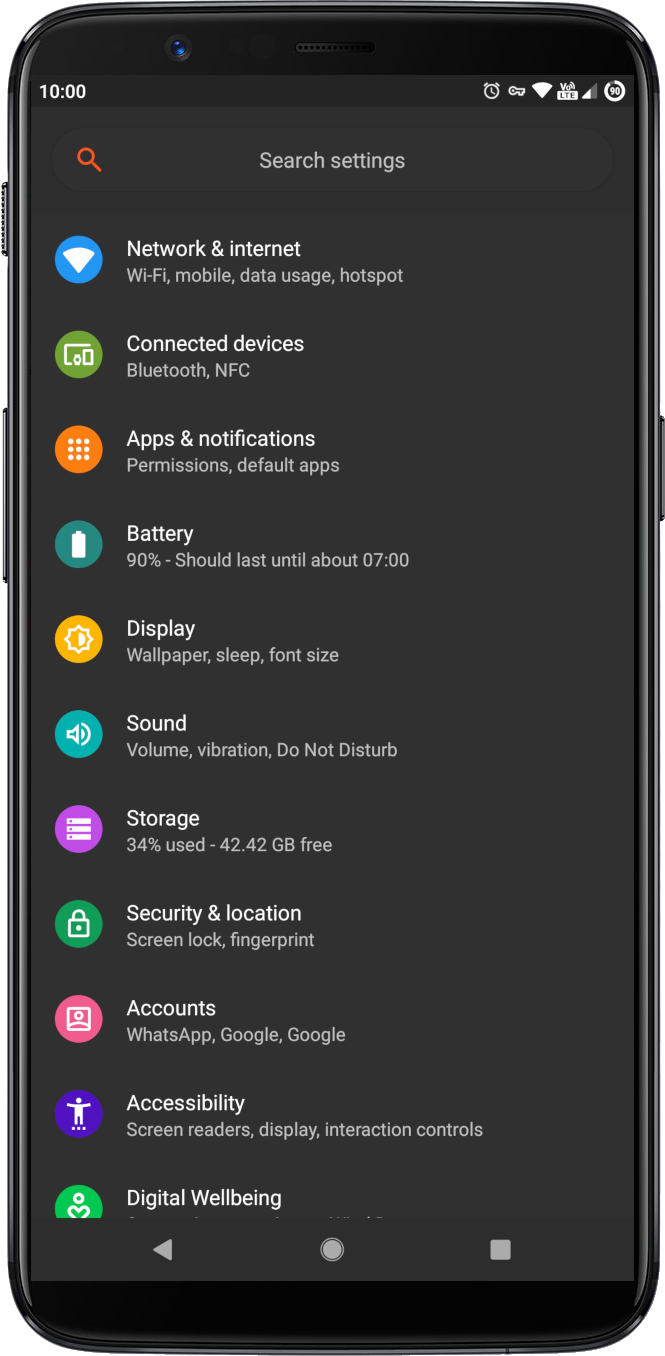 10:00
Vo))
LTE
90
Search settings
Network & internet
Wi-Fi, mobile, data usage, hotspot
Connected devices
Bluetooth, NFC
Apps & notifications
Permissions, default apps
Battery
90% - Should last until about 07:00
Display
Wallpaper, sleep, font size
Sound
Volume, vibration, Do Not Disturb
Storage
34% used - 42.42 GB free
Security & location
Screen lock, fingerprint
Accounts
WhatsApp, Google, Google
Accessibility
Screen readers, display, interaction controls
Digital Wellbeing